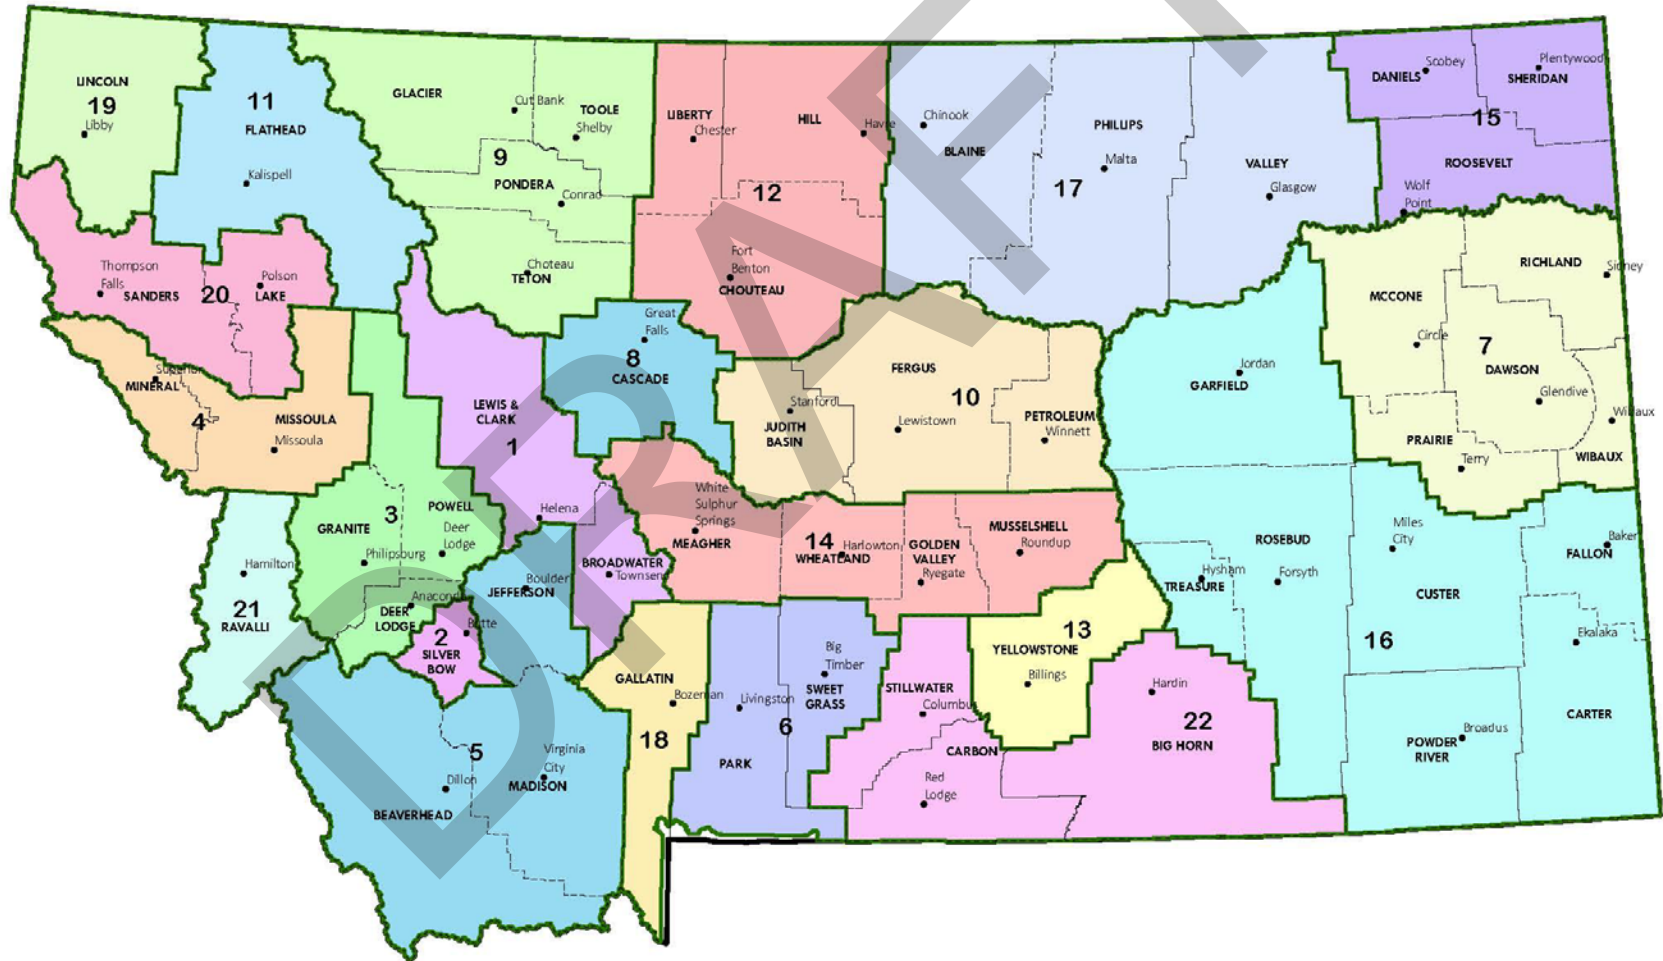 DRAFT
LINCOLN
19
Libby
11
FLATHEAD
Kalispell
GLACIER
Cut Bank
TOOLE
Shelby
9
PONDERA
Conrad
Choteau
TETON
LIBERTY
Chester
HILL
Havre
12
Fort
Benton
CHOUTEAU
Chinook
BLAINE
PHILLIPS
Malta
17
VALLEY
Glasgow
DANIELS
Scobey
Plentywood
SHERIDAN
15
ROOSEVELT
Wolf
Point
Thompson
Falls
SANDERS
20
Polson
LAKE
Superior
MINERAL
4
MISSOULA
Missoula
LEWIS &
CLARK
1
Helena
Great
Falls
8
CASCADE
Stanford
JUDITH
BASIN
FERGUS
10
Lewistown
PETROLEUM
Winnett
Jordan
GARFIELD
MCCONE
Circle
RICHLAND
Sidney
7
DAWSON
Glendive
Wibaux
WIBAUX
PRAIRIE
Terry
3
GRANITE
Philipsburg
POWELL
Deer
Lodge
Anaconda
DEER
LODGE
21
RAVALLI
Hamilton
2
Butte
SILVER
BOW
Boulder
JEFFERSON
BROADWATER
Townsend
White
Sulphur
Springs
MEAGHER
14
WHEATLAND
Harlowton
GOLDEN
VALLEY
Ryegate
MUSSELSHELL
Roundup
TREASURE
Hysham
ROSEBUD
Forsyth
Miles
City
CUSTER
16
FALLON
Baker
Ekalaka
CARTER
Broadus
POWDER
RIVER
5
Dillon
BEAVERHEAD
Virginia
City
MADISON
GALLATIN
Bozeman
18
Livingston
PARK
6
Big
Timber
SWEET
GRASS
STILLWATER
Columbus
CARBON
Red
Lodge
13
YELLOWSTONE
Billings
Hardin
22
BIG HORN